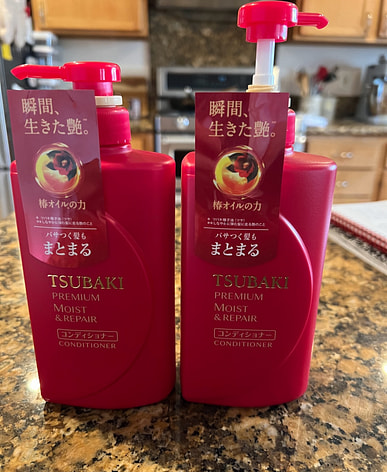 瞬間、
生きた艶。
椿オイルの力
パサつく髪も
まとまる
TSUBAKI
PREMIUM
MOIST
& REPAIR
コンディショナー
CONDITIONER
瞬間、
生きた艶。
椿オイルの力
パサつく髪も
まとまる
TSUBAKI
PREMIUM
MOIST
& REPAIR
コンディショナー
CONDITIONER